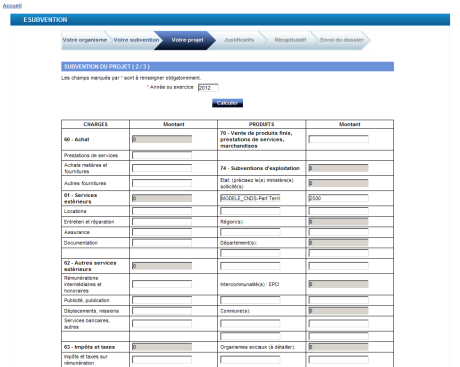 Accueil
ESUBVENTION
Votre organisme Votre subvention Votre projet Justificatifs Récapitulatif Envoi du dossier
SUBVENTION DU PROJET ( 2 / 3 )
Les champs marqués par * sont à renseigner obligatoirement.
* Année ou exercice 2012
Calculer
CHARGES Montant PRODUITS Montant
60 - Achat 0 70 - Vente de produits finis, prestations de services, marchandises
Prestations de services
Achats matières et fournitures 74 - Subventions d'exploitation 0
Autres fournitures Etat: (précisez le(s) ministère(s) sollicité(s) 0
61 - Services extérieurs 0 MODELE_CNDS-Part Terri 2500
Locations
Entretien et réparation Région(s): 0
Assurance
Documentation Département(s): 0
62 - Autres services extérieurs 0
Rémunérations intermédiaires et honoraires Intercommunalité(s) : EPCI 0
Publicité, publication
Déplacements, missions Commune(s): 0
Services bancaires, autres
63 - Impôts et taxes 0 Organismes sociaux (à détailler): 0
Impôts et taxes sur rémunération